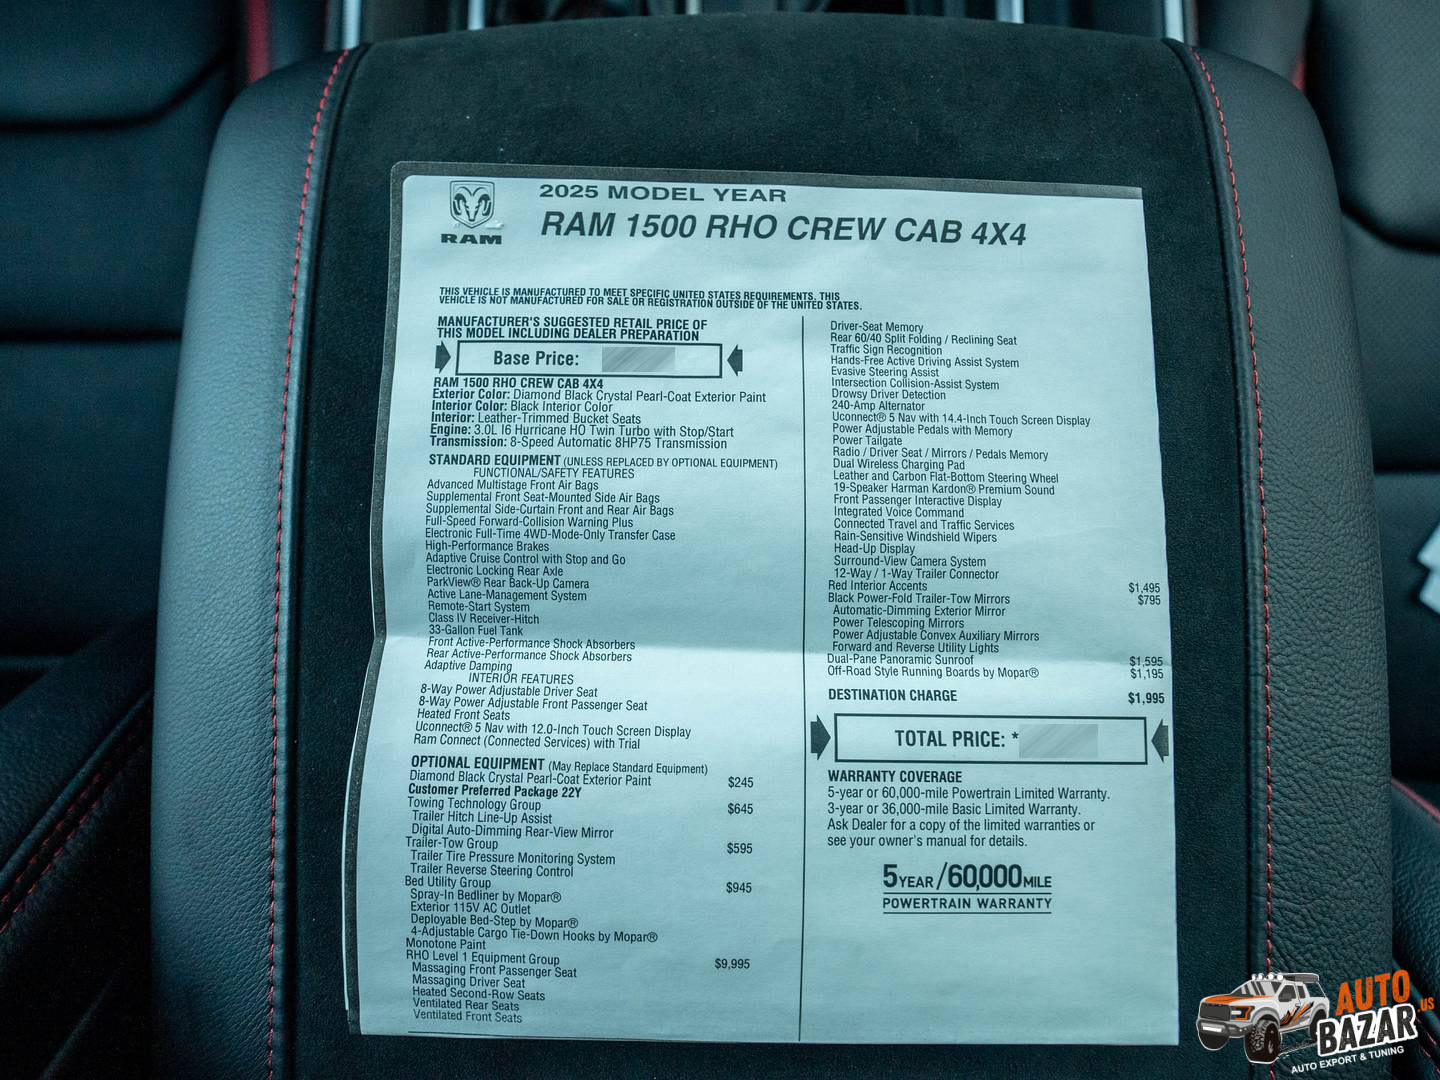 RAM
2025 MODEL YEAR
RAM 1500 RHO CREW CAB 4X4
THIS VEHICLE IS MANUFACTURED TO MEET SPECIFIC UNITED STATES REQUIREMENTS. THIS
VEHICLE IS NOT MANUFACTURED FOR SALE OR REGISTRATION OUTSIDE OF THE UNITED STATES.
MANUFACTURER'S SUGGESTED RETAIL PRICE OF
THIS MODEL INCLUDING DEALER PREPARATION
Base Price:
RAM 1500 RHO CREW CAB 4X4
Exterior Color: Diamond Black Crystal Pearl-Coat Exterior Paint
Interior Color: Black Interior Color
Interior: Leather-Trimmed Bucket Seats
Engine: 3.0L I6 Hurricane HO Twin Turbo with Stop/Start
Transmission: 8-Speed Automatic 8HP75 Transmission
STANDARD EQUIPMENT (UNLESS REPLACED BY OPTIONAL EQUIPMENT)
FUNCTIONAL/SAFETY FEATURES
Advanced Multistage Front Air Bags
Supplemental Front Seat-Mounted Side Air Bags
Supplemental Side-Curtain Front and Rear Air Bags
Full-Speed Forward-Collision Warning Plus
Electronic Full-Time 4WD-Mode-Only Transfer Case
High-Performance Brakes
Adaptive Cruise Control with Stop and Go
Electronic Locking Rear Axle
ParkView® Rear Back-Up Camera
Active Lane-Management System
Remote-Start System
Class IV Receiver-Hitch
33-Gallon Fuel Tank
Front Active-Performance Shock Absorbers
Rear Active-Performance Shock Absorbers
Adaptive Damping
INTERIOR FEATURES
8-Way Power Adjustable Driver Seat
8-Way Power Adjustable Front Passenger Seat
Heated Front Seats
Uconnect® 5 Nav with 12.0-Inch Touch Screen Display
Ram Connect (Connected Services) with Trial
OPTIONAL EQUIPMENT (May Replace Standard Equipment)
Diamond Black Crystal Pearl-Coat Exterior Paint $245
Customer Preferred Package 22Y
Towing Technology Group $645
Trailer Hitch Line-Up Assist
Digital Auto-Dimming Rear-View Mirror
Trailer-Tow Group $595
Trailer Tire Pressure Monitoring System
Trailer Reverse Steering Control
Bed Utility Group $945
Spray-In Bedliner by Mopar®
Exterior 115V AC Outlet
Deployable Bed-Step by Mopar®
4-Adjustable Cargo Tie-Down Hooks by Mopar®
Monotone Paint
RHO Level 1 Equipment Group $9,995
Massaging Front Passenger Seat
Massaging Driver Seat
Heated Second-Row Seats
Ventilated Rear Seats
Ventilated Front Seats
Driver-Seat Memory
Rear 60/40 Split Folding / Reclining Seat
Traffic Sign Recognition
Hands-Free Active Driving Assist System
Evasive Steering Assist
Intersection Collision-Assist System
Drowsy Driver Detection
240-Amp Alternator
Uconnect® 5 Nav with 14.4-Inch Touch Screen Display
Power Adjustable Pedals with Memory
Power Tailgate
Radio / Driver Seat / Mirrors / Pedals Memory
Dual Wireless Charging Pad
Leather and Carbon Flat-Bottom Steering Wheel
19-Speaker Harman Kardon® Premium Sound
Front Passenger Interactive Display
Integrated Voice Command
Connected Travel and Traffic Services
Rain-Sensitive Windshield Wipers
Head-Up Display
Surround-View Camera System
12-Way / 1-Way Trailer Connector
Red Interior Accents $1,495
Black Power-Fold Trailer-Tow Mirrors $795
Automatic-Dimming Exterior Mirror
Power Telescoping Mirrors
Power Adjustable Convex Auxiliary Mirrors
Forward and Reverse Utility Lights
Dual-Pane Panoramic Sunroof $1,595
Off-Road Style Running Boards by Mopar® $1,195
DESTINATION CHARGE $1,995
TOTAL PRICE: *
WARRANTY COVERAGE
5-year or 60,000-mile Powertrain Limited Warranty.
3-year or 36,000-mile Basic Limited Warranty.
Ask Dealer for a copy of the limited warranties or
see your owner's manual for details.
5 YEAR / 60,000 MILE
POWERTRAIN WARRANTY
AUTO
BAZAR.US
AUTO EXPORT & TUNING